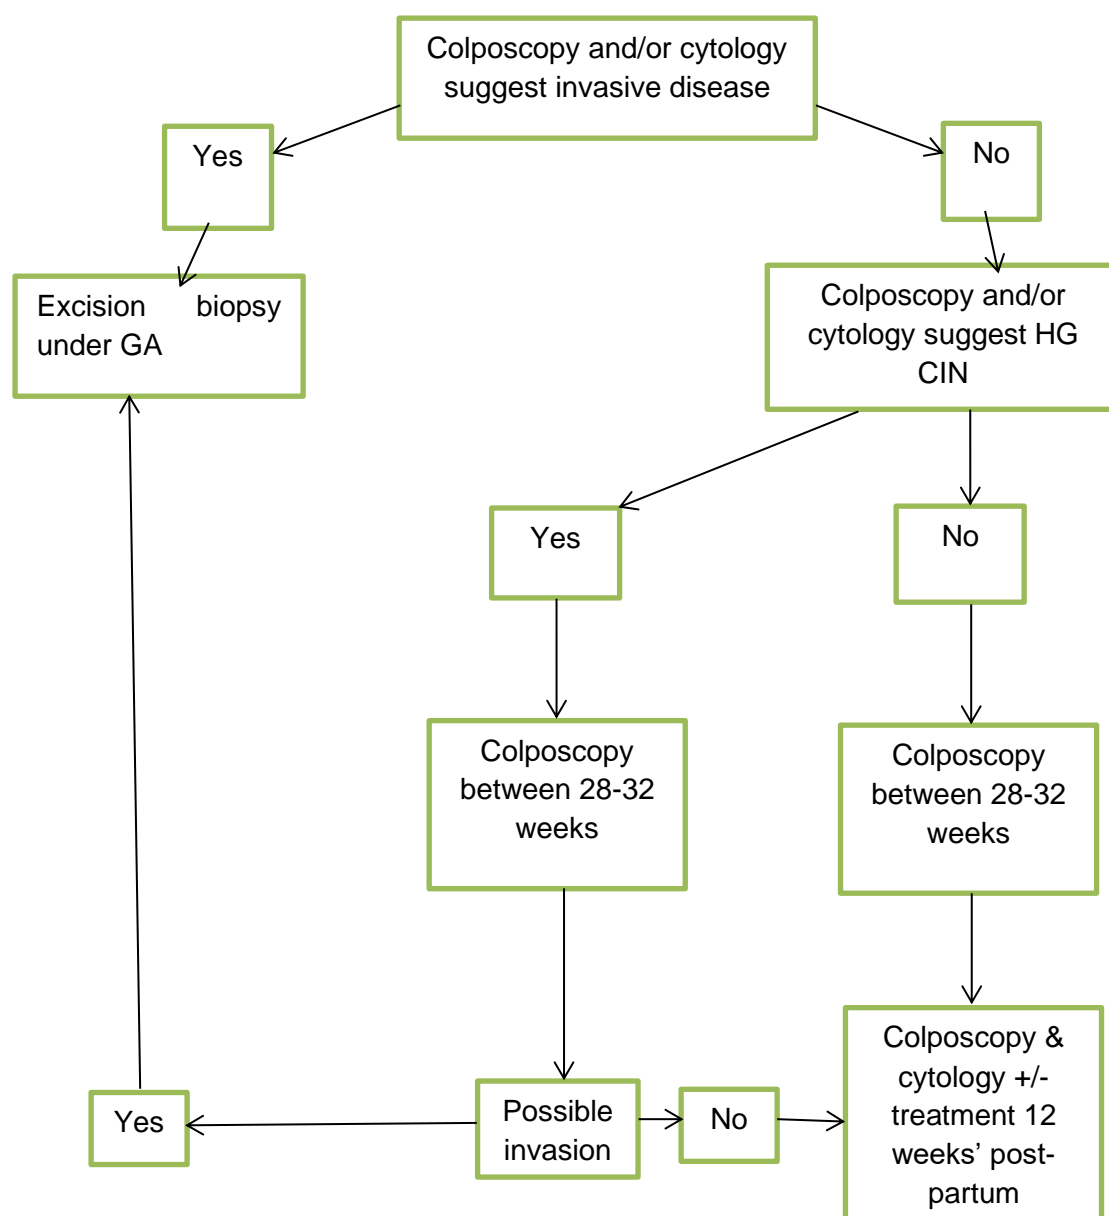 Colposcopy and/or cytology
suggest invasive disease
Yes
No
Excision biopsy
under GA
Colposcopy and/or
cytology suggest HG
CIN
Yes
No
Colposcopy
between 28-32
weeks
Colposcopy
between 28-32
weeks
Yes
Possible
invasion
No
Colposcopy &
cytology +/-
treatment 12
weeks’ post-
partum